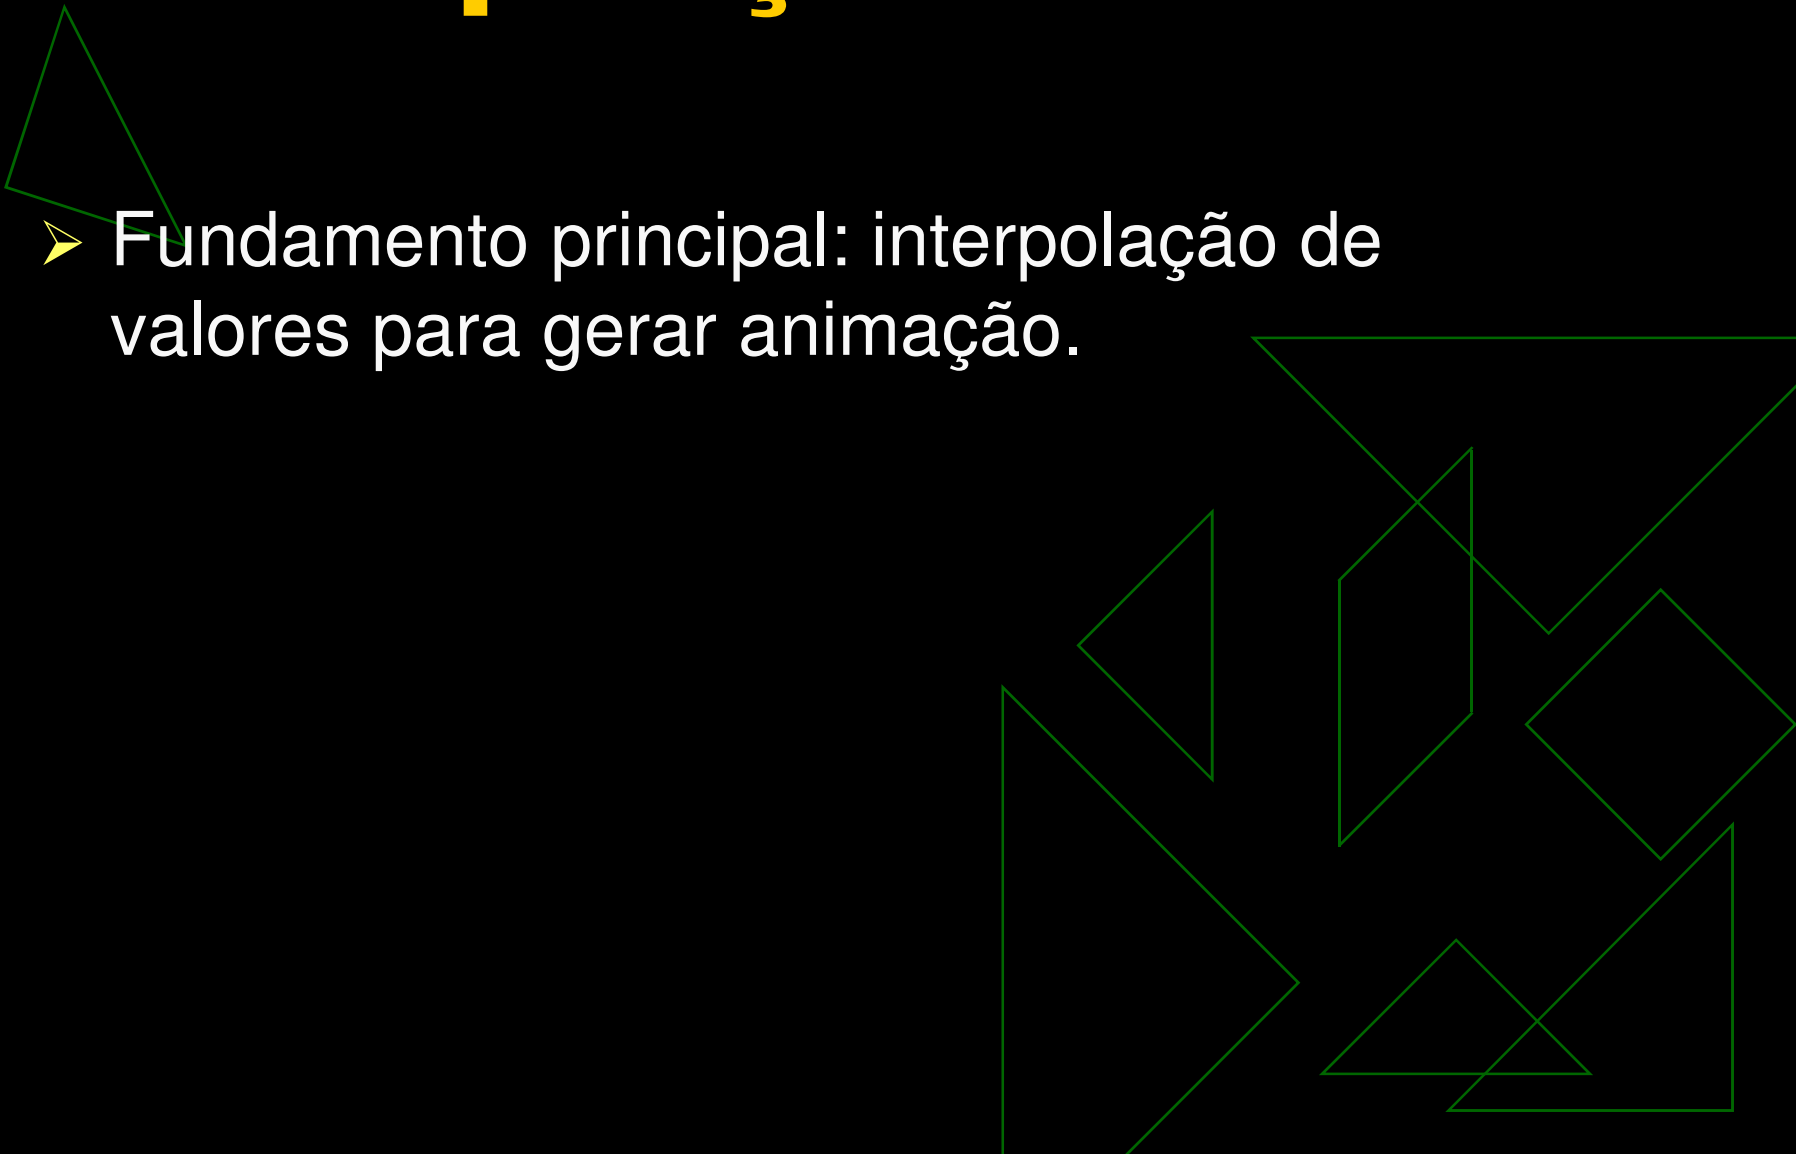 Fundamento principal: interpolação de
valores para gerar animação.